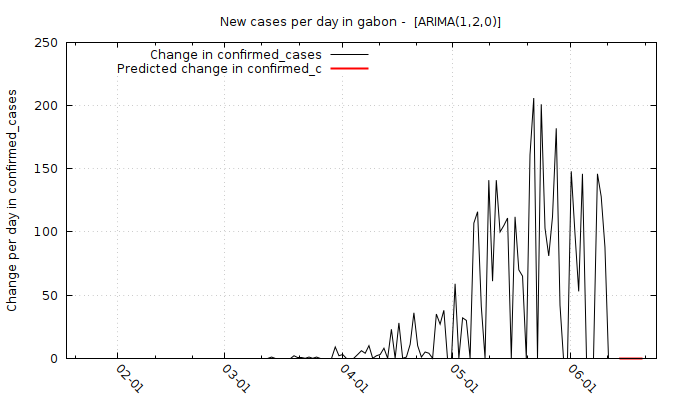 New cases per day in gabon -  [ARIMA(1,2,0)]
Change in confirmed_cases
Predicted change in confirmed_c
Change per day in confirmed_cases
250
200
150
100
50
0
02-01
03-01
04-01
05-01
06-01